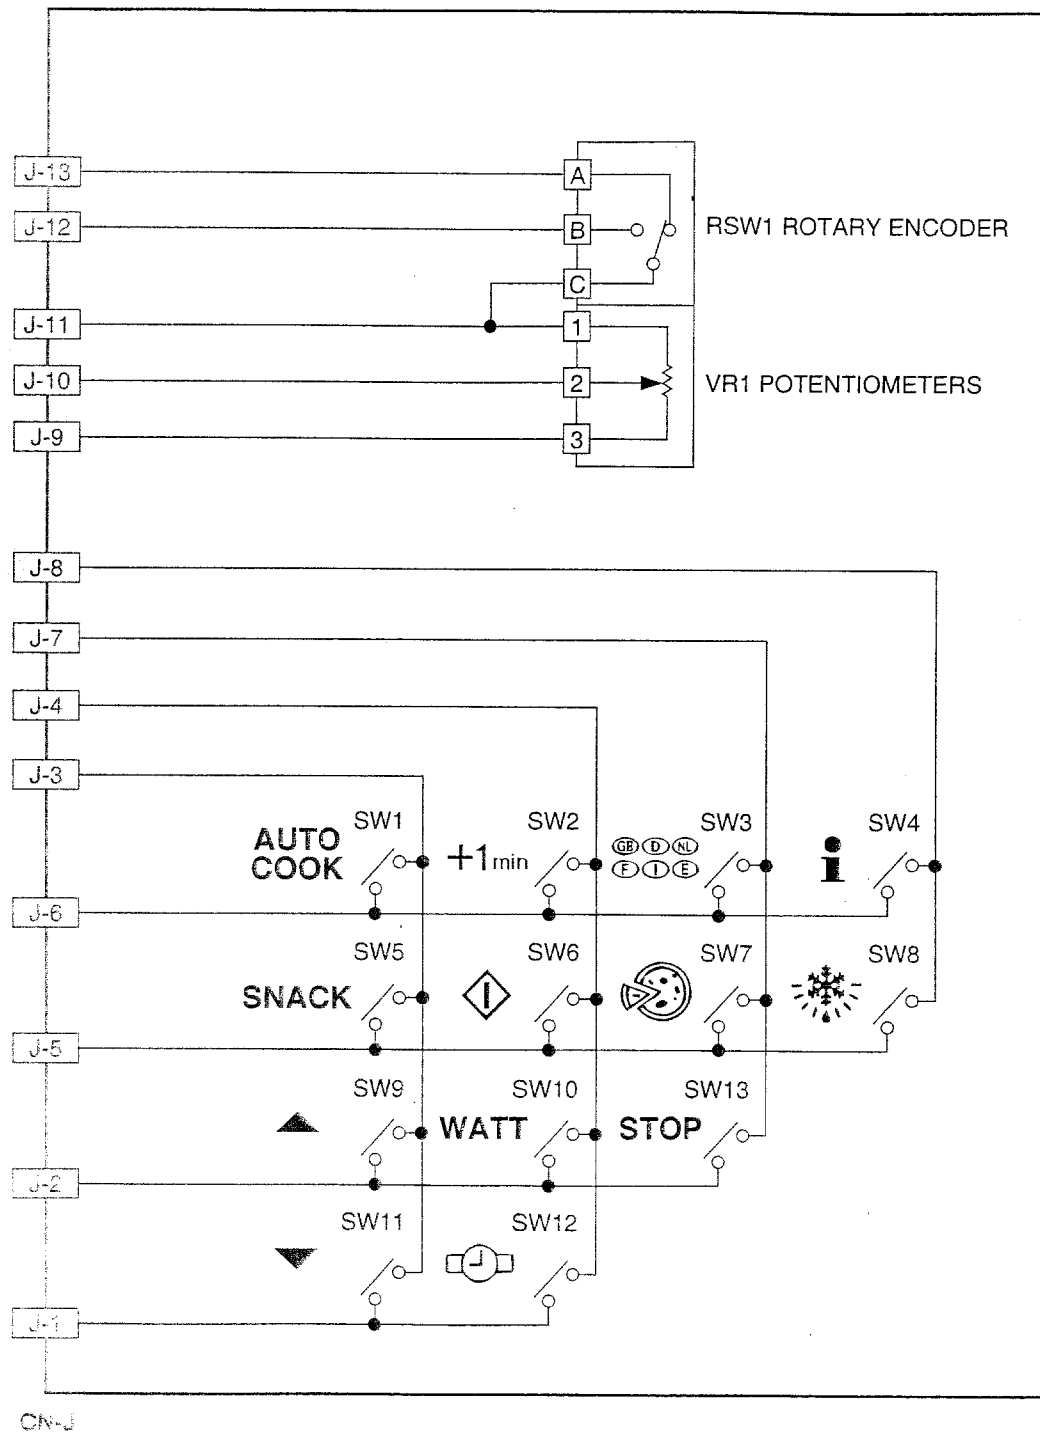 J-13
A
J-12
B
RSW1 ROTARY ENCODER
C
J-11
1
J-10
2
VR1 POTENTIOMETERS
J-9
3
J-8
J-7
J-4
J-3
SW1
SW2
SW3
SW4
AUTO
COOK
+1min
GB D NL
F I E
i
J-6
SW5
SW6
SW7
SW8
SNACK
J-5
SW9
SW10
SW13
WATT
STOP
J-2
SW11
SW12
J-1
CN-J